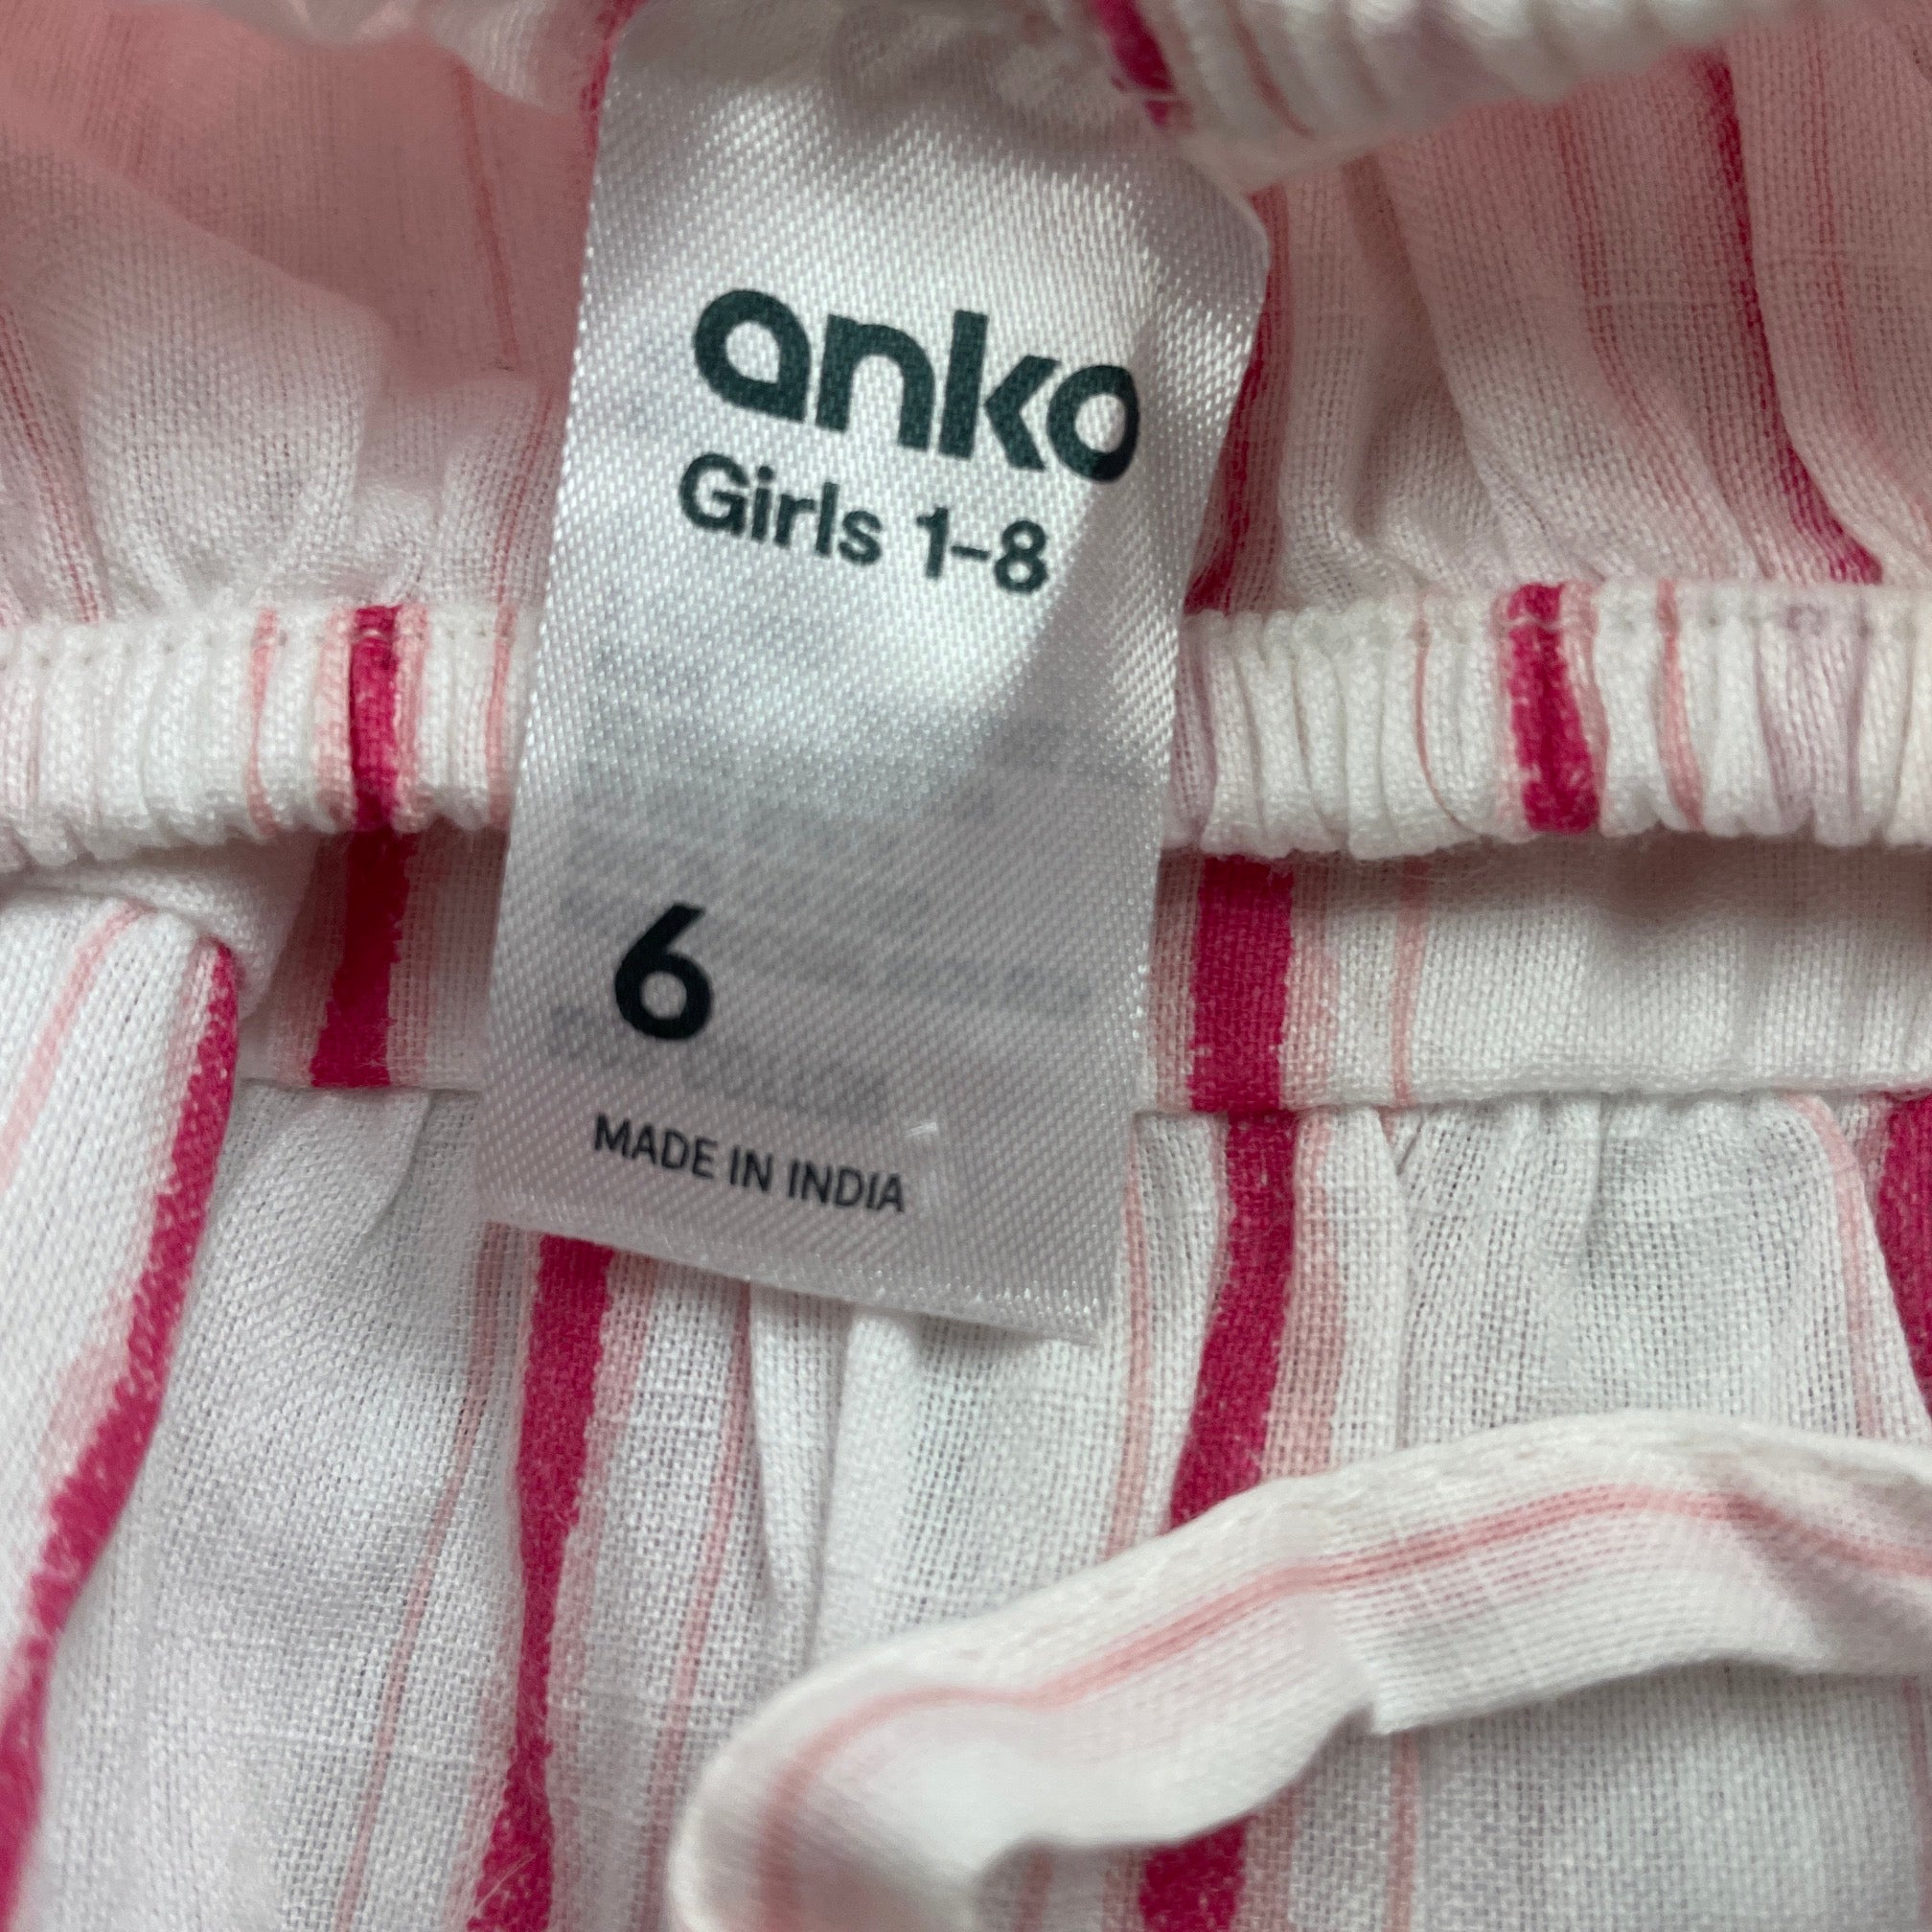 anko
Girls 1-8
6
MADE IN INDIA